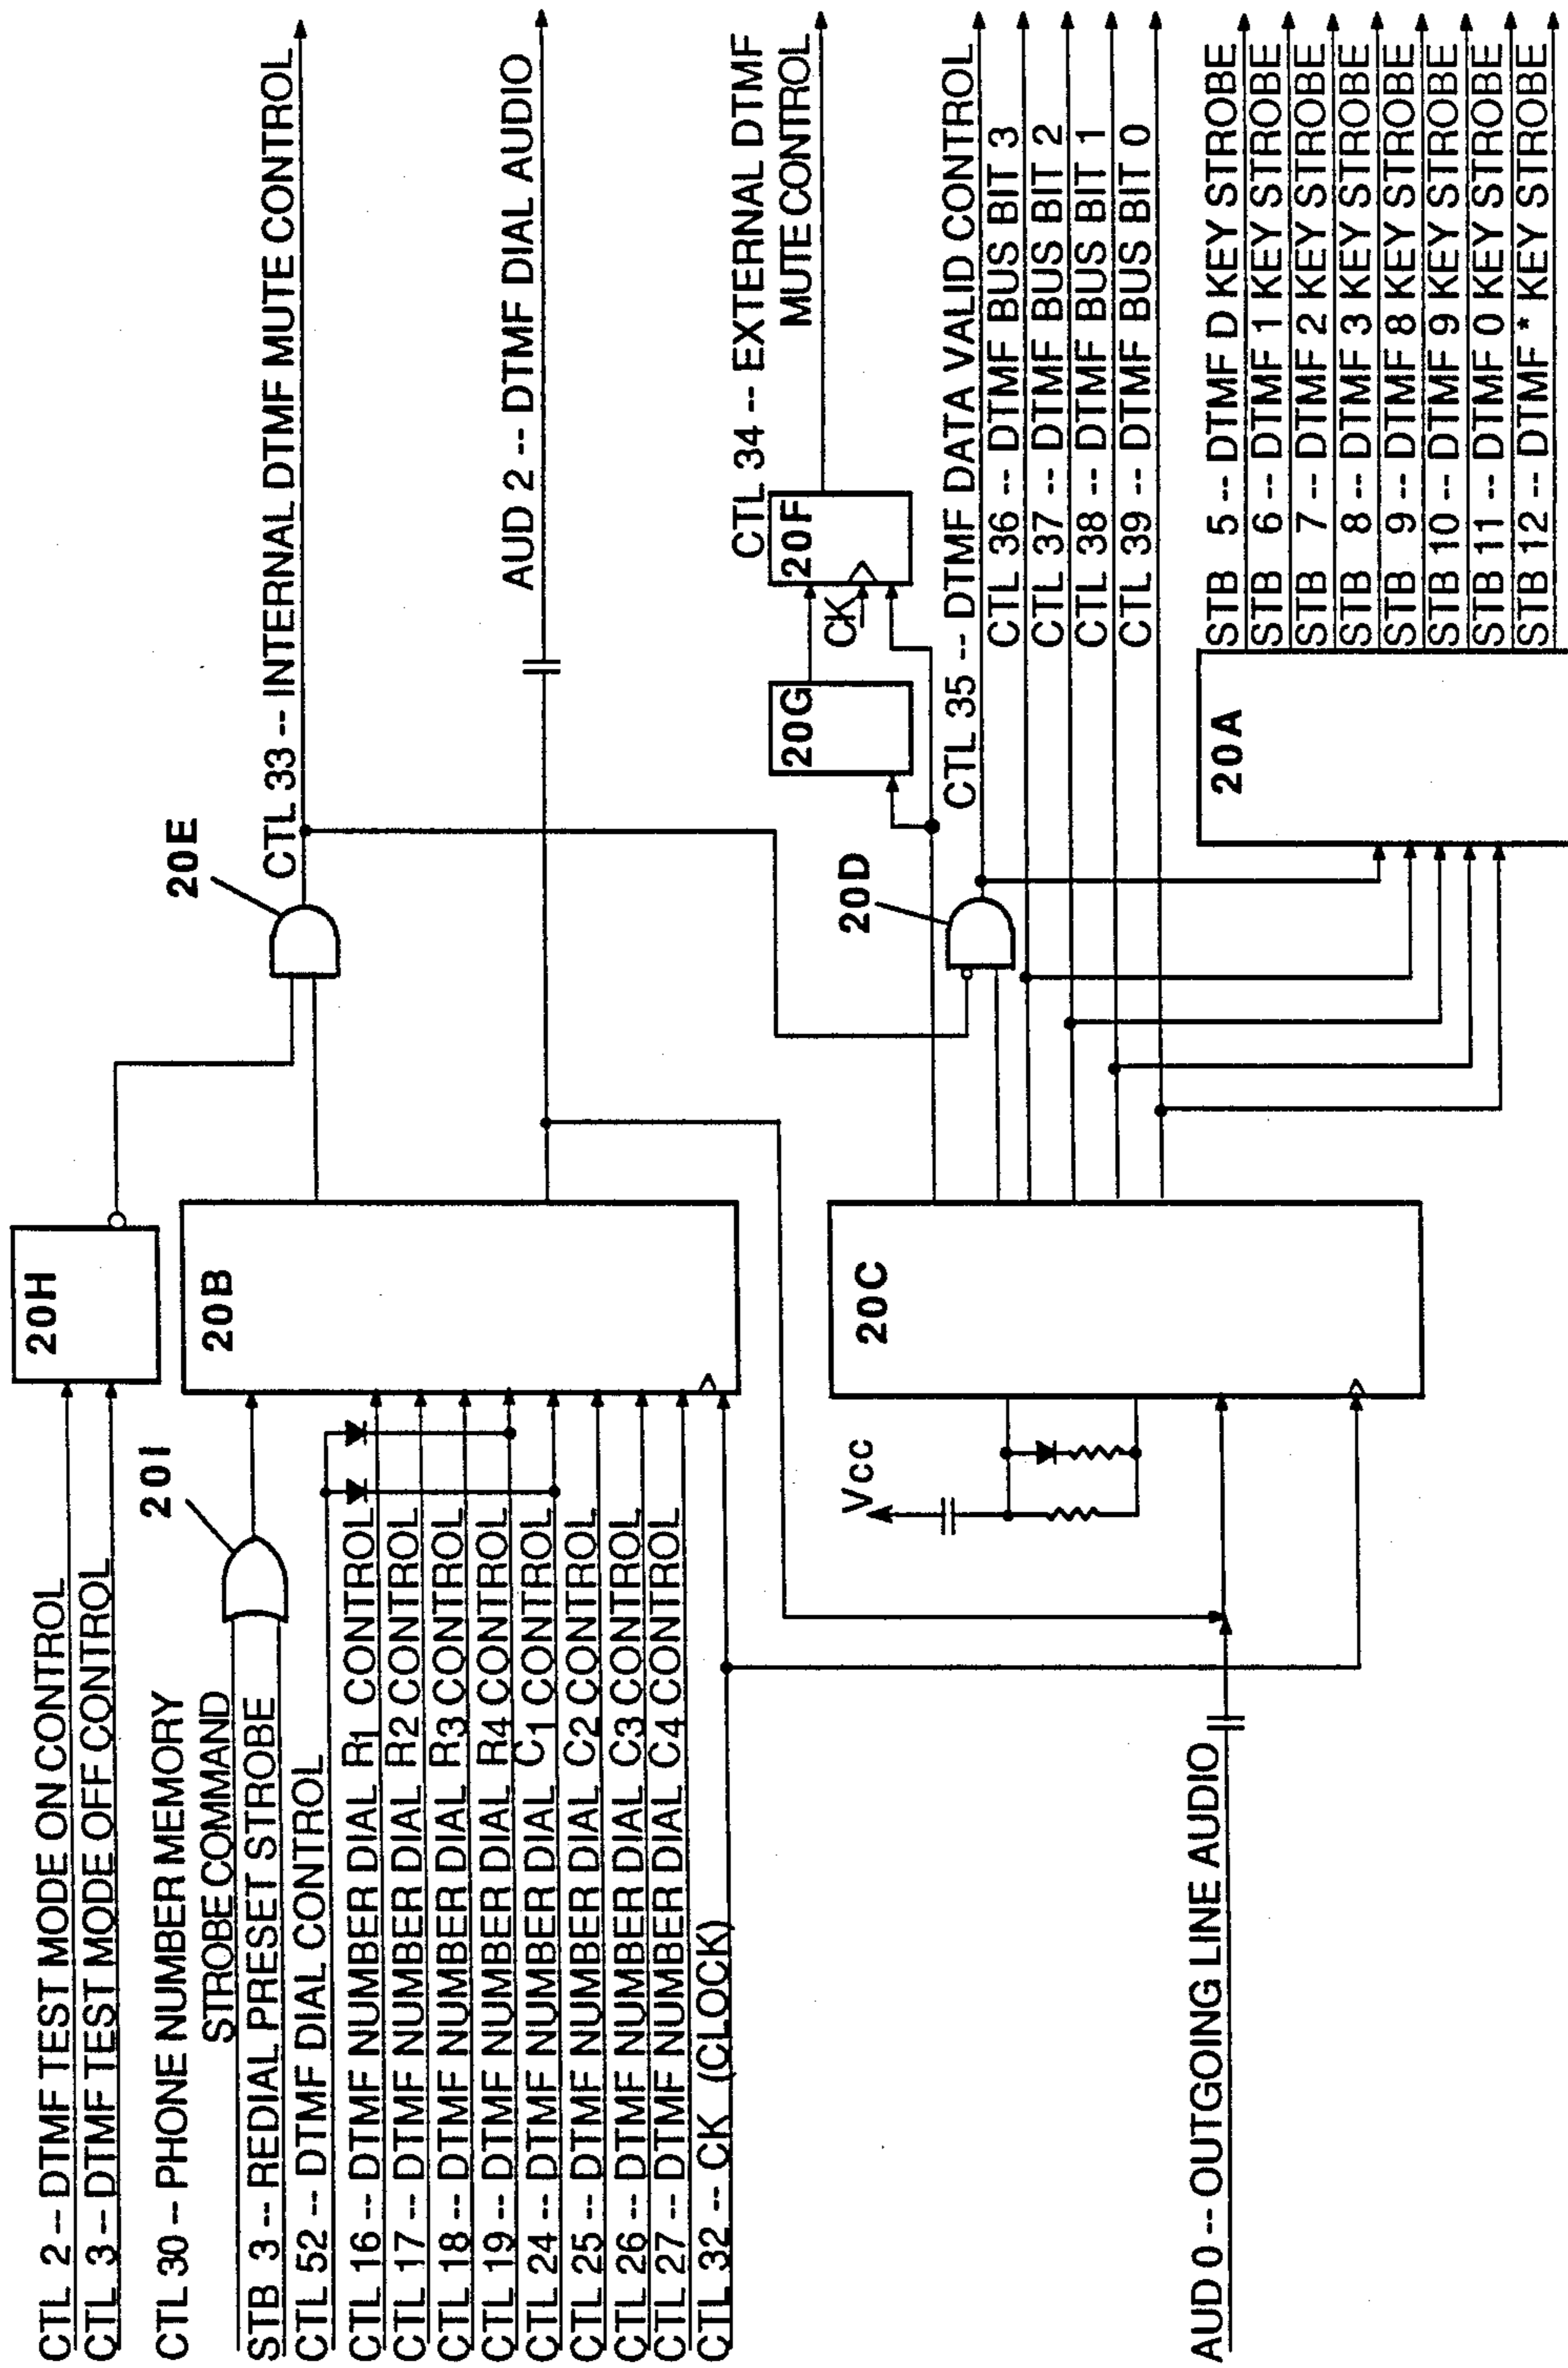 CTL 2 -- DTMF TEST MODE ON CONTROL
CTL 3 -- DTMF TEST MODE OFF CONTROL
CTL 30 -- PHONE NUMBER MEMORY
STROBE COMMAND
STB 3 -- REDIAL PRESET STROBE
CTL 52 -- DTMF DIAL CONTROL
CTL 16 -- DTMF NUMBER DIAL R1 CONTROL
CTL 17 -- DTMF NUMBER DIAL R2 CONTROL
CTL 18 -- DTMF NUMBER DIAL R3 CONTROL
CTL 19 -- DTMF NUMBER DIAL R4 CONTROL
CTL 24 -- DTMF NUMBER DIAL C1 CONTROL
CTL 25 -- DTMF NUMBER DIAL C2 CONTROL
CTL 26 -- DTMF NUMBER DIAL C3 CONTROL
CTL 27 -- DTMF NUMBER DIAL C4 CONTROL
CTL 32 -- CK (CLOCK)
AUD 0 -- OUTGOING LINE AUDIO
20I
20H
20B
Vcc
20C
20E
20D
CTL 33 -- INTERNAL DTMF MUTE CONTROL
AUD 2 -- DTMF DIAL AUDIO
20G
CK
20F
CTL 34 -- EXTERNAL DTMF
MUTE CONTROL
CTL 35 -- DTMF DATA VALID CONTROL
CTL 36 -- DTMF BUS BIT 3
CTL 37 -- DTMF BUS BIT 2
CTL 38 -- DTMF BUS BIT 1
CTL 39 -- DTMF BUS BIT 0
20A
STB 5 -- DTMF D KEY STROBE
STB 6 -- DTMF 1 KEY STROBE
STB 7 -- DTMF 2 KEY STROBE
STB 8 -- DTMF 3 KEY STROBE
STB 9 -- DTMF 8 KEY STROBE
STB 10 -- DTMF 9 KEY STROBE
STB 11 -- DTMF 0 KEY STROBE
STB 12 -- DTMF * KEY STROBE